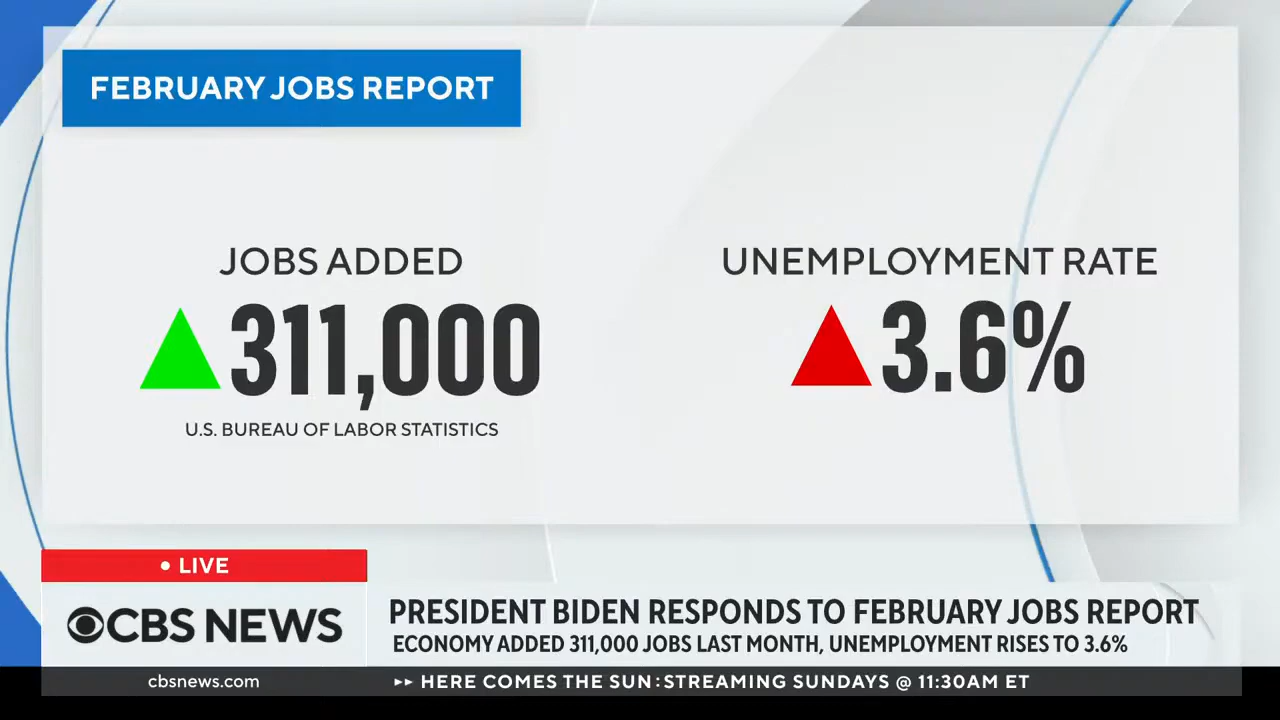 FEBRUARY JOBS REPORT
JOBS ADDED
311,000
U.S. BUREAU OF LABOR STATISTICS
UNEMPLOYMENT RATE
3.6%
• LIVE
CBS NEWS
PRESIDENT BIDEN RESPONDS TO FEBRUARY JOBS REPORT
ECONOMY ADDED 311,000 JOBS LAST MONTH, UNEMPLOYMENT RISES TO 3.6%
cbsnews.com
HERE COMES THE SUN: STREAMING SUNDAYS @ 11:30AM ET